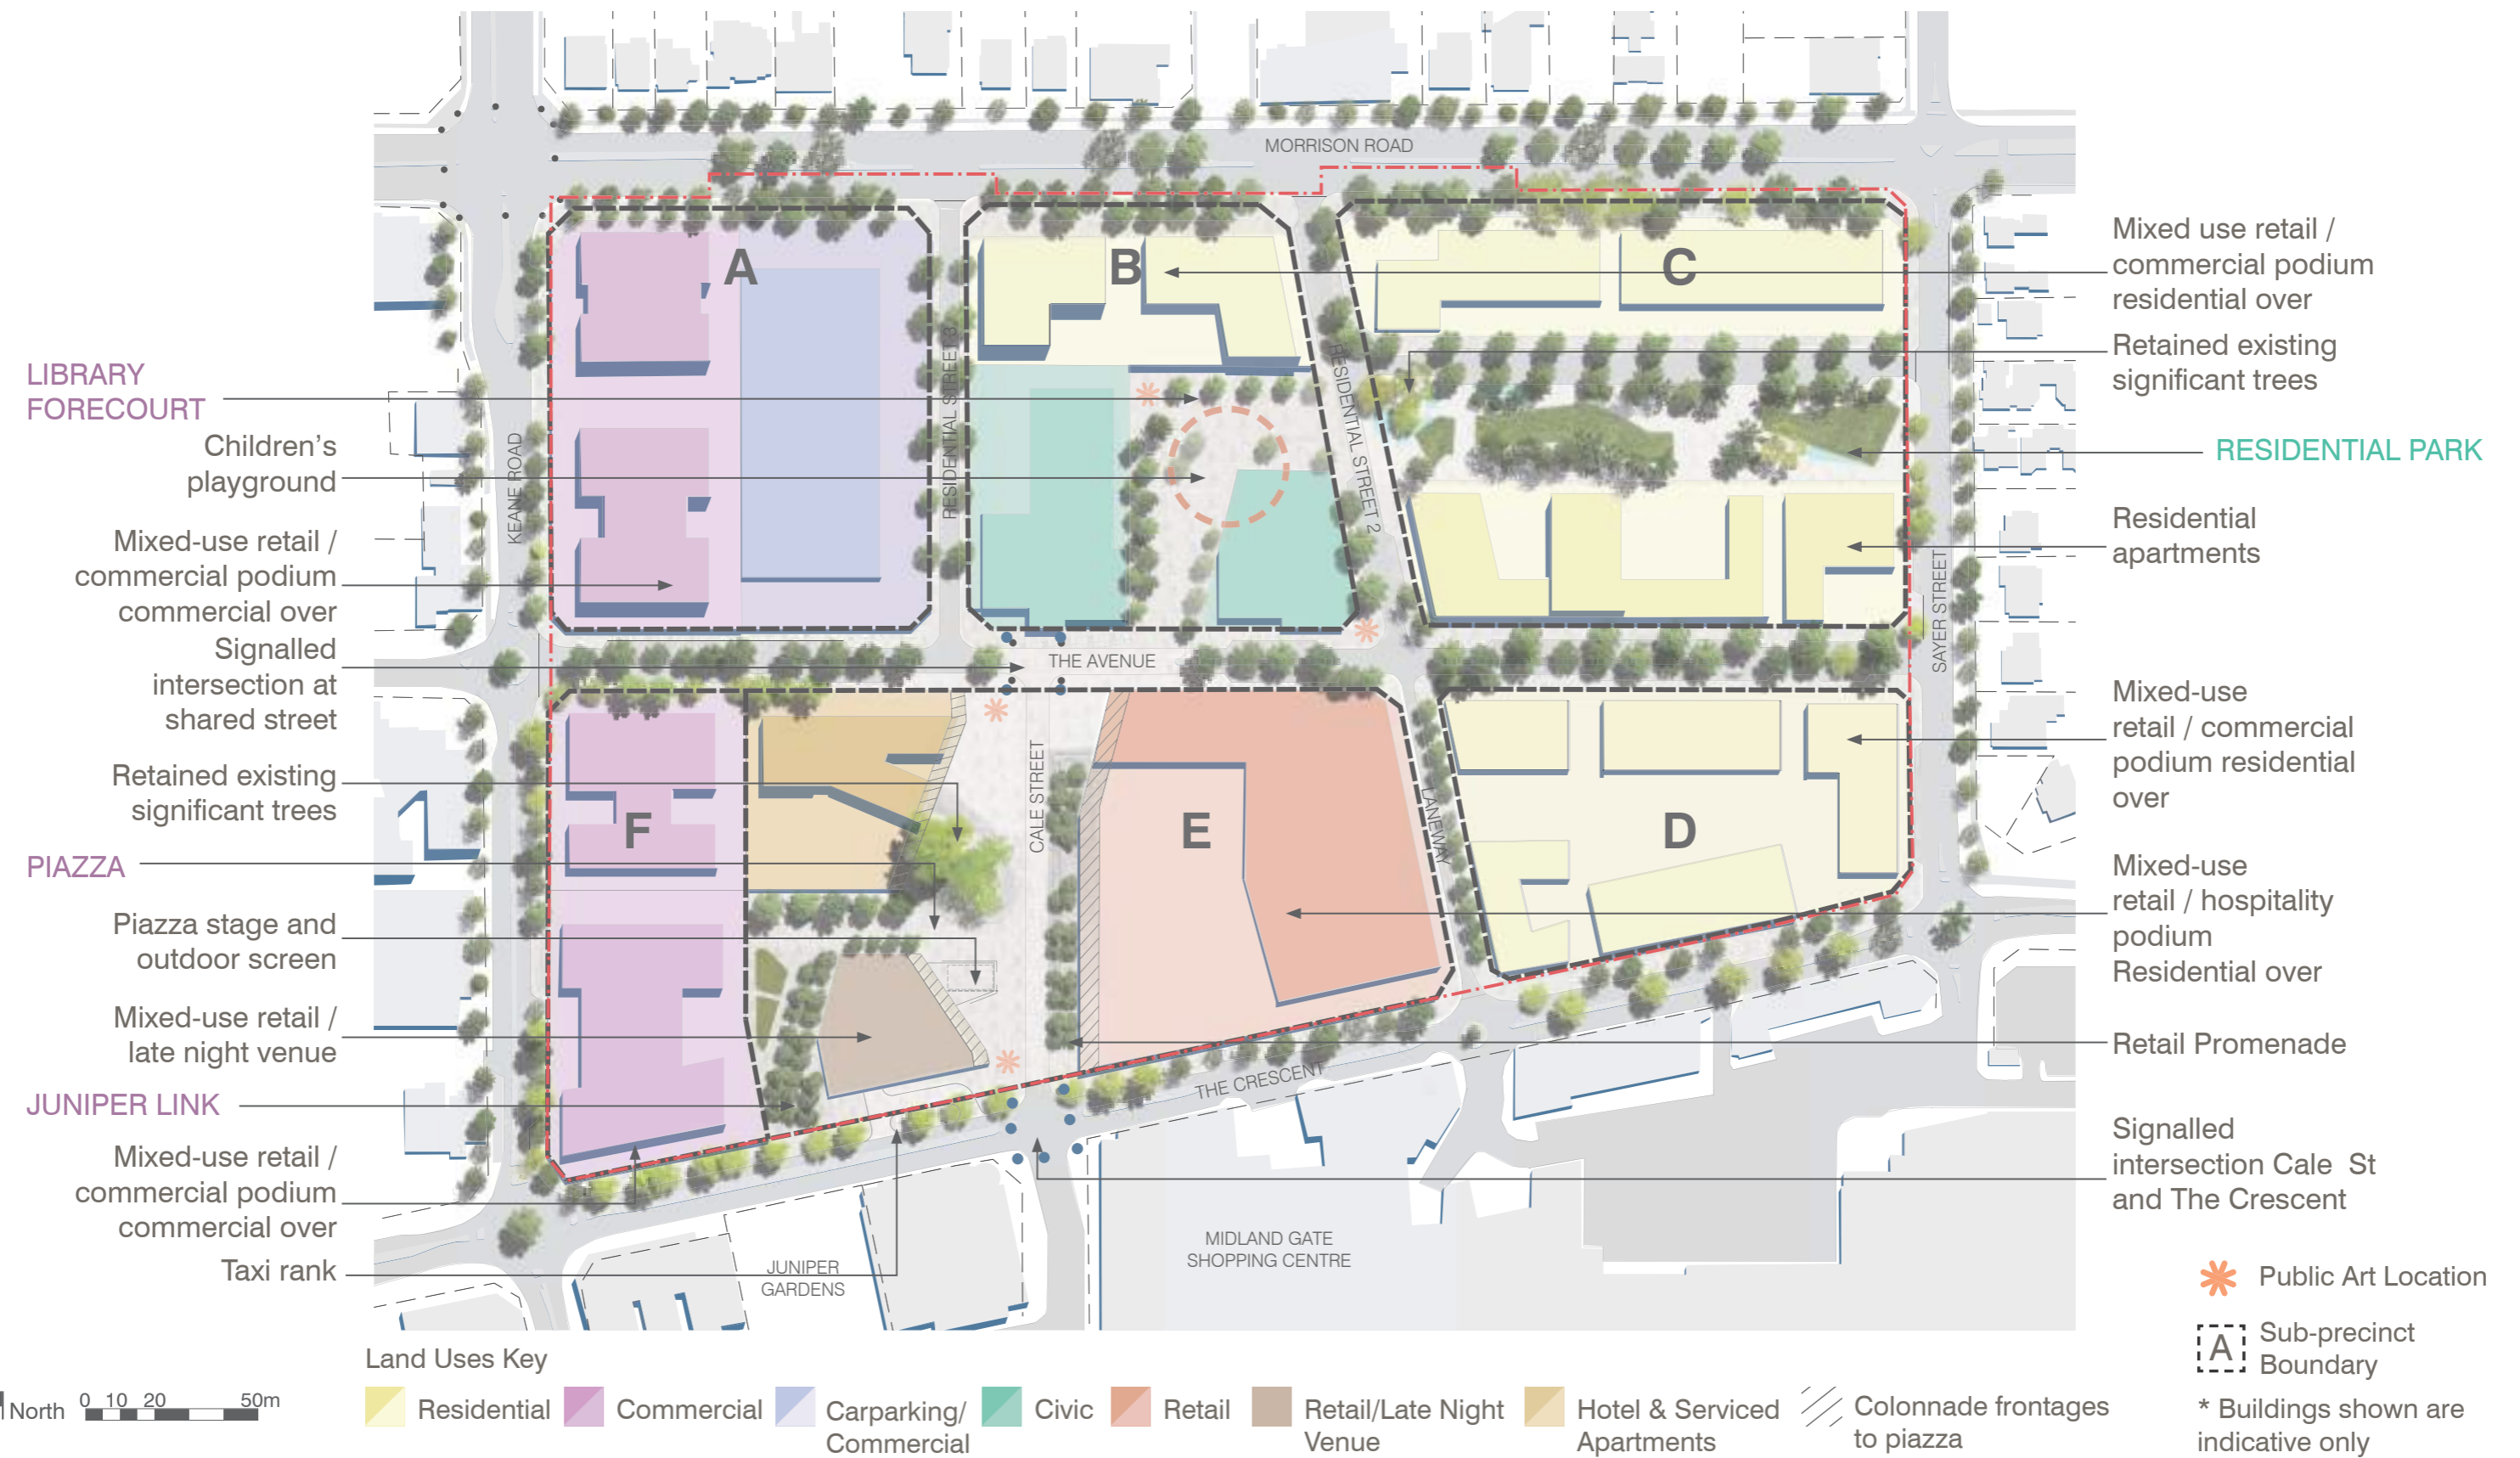 MORRISON ROAD
A
B
C
KEANE ROAD
RESIDENTIAL STREET 3
RESIDENTIAL STREET 2
SAYER STREET
THE AVENUE
CALE STREET
LANEWAY
F
E
D
THE CRESCENT
MIDLAND GATE
SHOPPING CENTRE
JUNIPER
GARDENS
LIBRARY
FORECOURT
Children’s
playground
Mixed-use retail /
commercial podium
commercial over
Signalled
intersection at
shared street
Retained existing
significant trees
PIAZZA
Piazza stage and
outdoor screen
Mixed-use retail /
late night venue
JUNIPER LINK
Mixed-use retail /
commercial podium
commercial over
Taxi rank
Mixed use retail /
commercial podium
residential over
Retained existing
significant trees
RESIDENTIAL PARK
Residential
apartments
Mixed-use
retail / commercial
podium residential
over
Mixed-use
retail / hospitality
podium
Residential over
Retail Promenade
Signalled
intersection Cale St
and The Crescent
Public Art Location
A
Sub-precinct
Boundary
* Buildings shown are
indicative only
North
0 10 20 50m
Land Uses Key
Residential
Commercial
Carparking/
Commercial
Civic
Retail
Retail/Late Night
Venue
Hotel & Serviced
Apartments
Colonnade frontages
to piazza